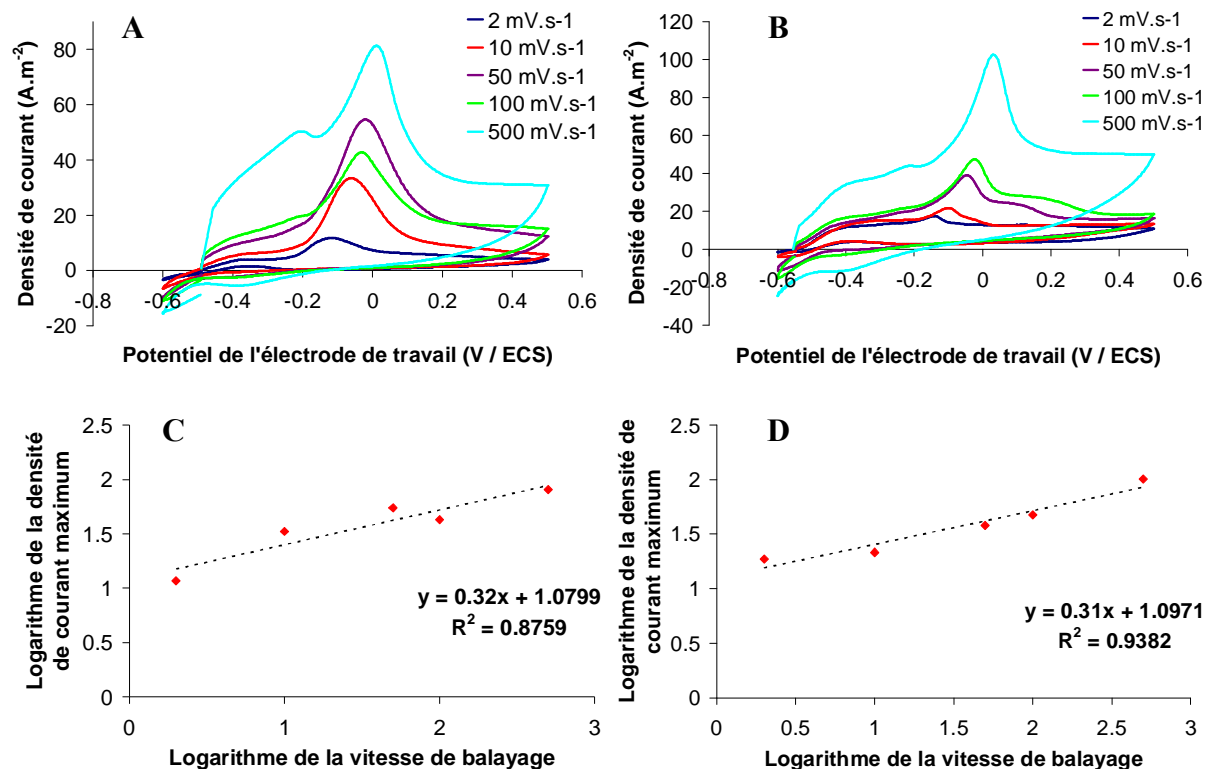 A
2 mV.s-1
10 mV.s-1
50 mV.s-1
100 mV.s-1
500 mV.s-1
Densité de courant (A.m-2)
80
60
40
20
0
-20
-0.8
-0.6
-0.4
-0.2
0
0.2
0.4
0.6
Potentiel de l'électrode de travail (V / ECS)
B
2 mV.s-1
10 mV.s-1
50 mV.s-1
100 mV.s-1
500 mV.s-1
Densité de courant (A.m-2)
120
100
80
60
40
20
0
-20
-40
-0.8
-0.6
-0.4
-0.2
0
0.2
0.4
0.6
Potentiel de l'électrode de travail (V / ECS)
C
Logarithme de la densité
de courant maximum
2.5
2
1.5
1
0.5
0
y = 0.32x + 1.0799
R2 = 0.8759
0
1
2
3
Logarithme de la vitesse de balayage
D
Logarithme de la densité de
courant maximum
2.5
2
1.5
1
0.5
0
y = 0.31x + 1.0971
R2 = 0.9382
0
0.5
1
1.5
2
2.5
3
Logarithme de la vitesse de balayage